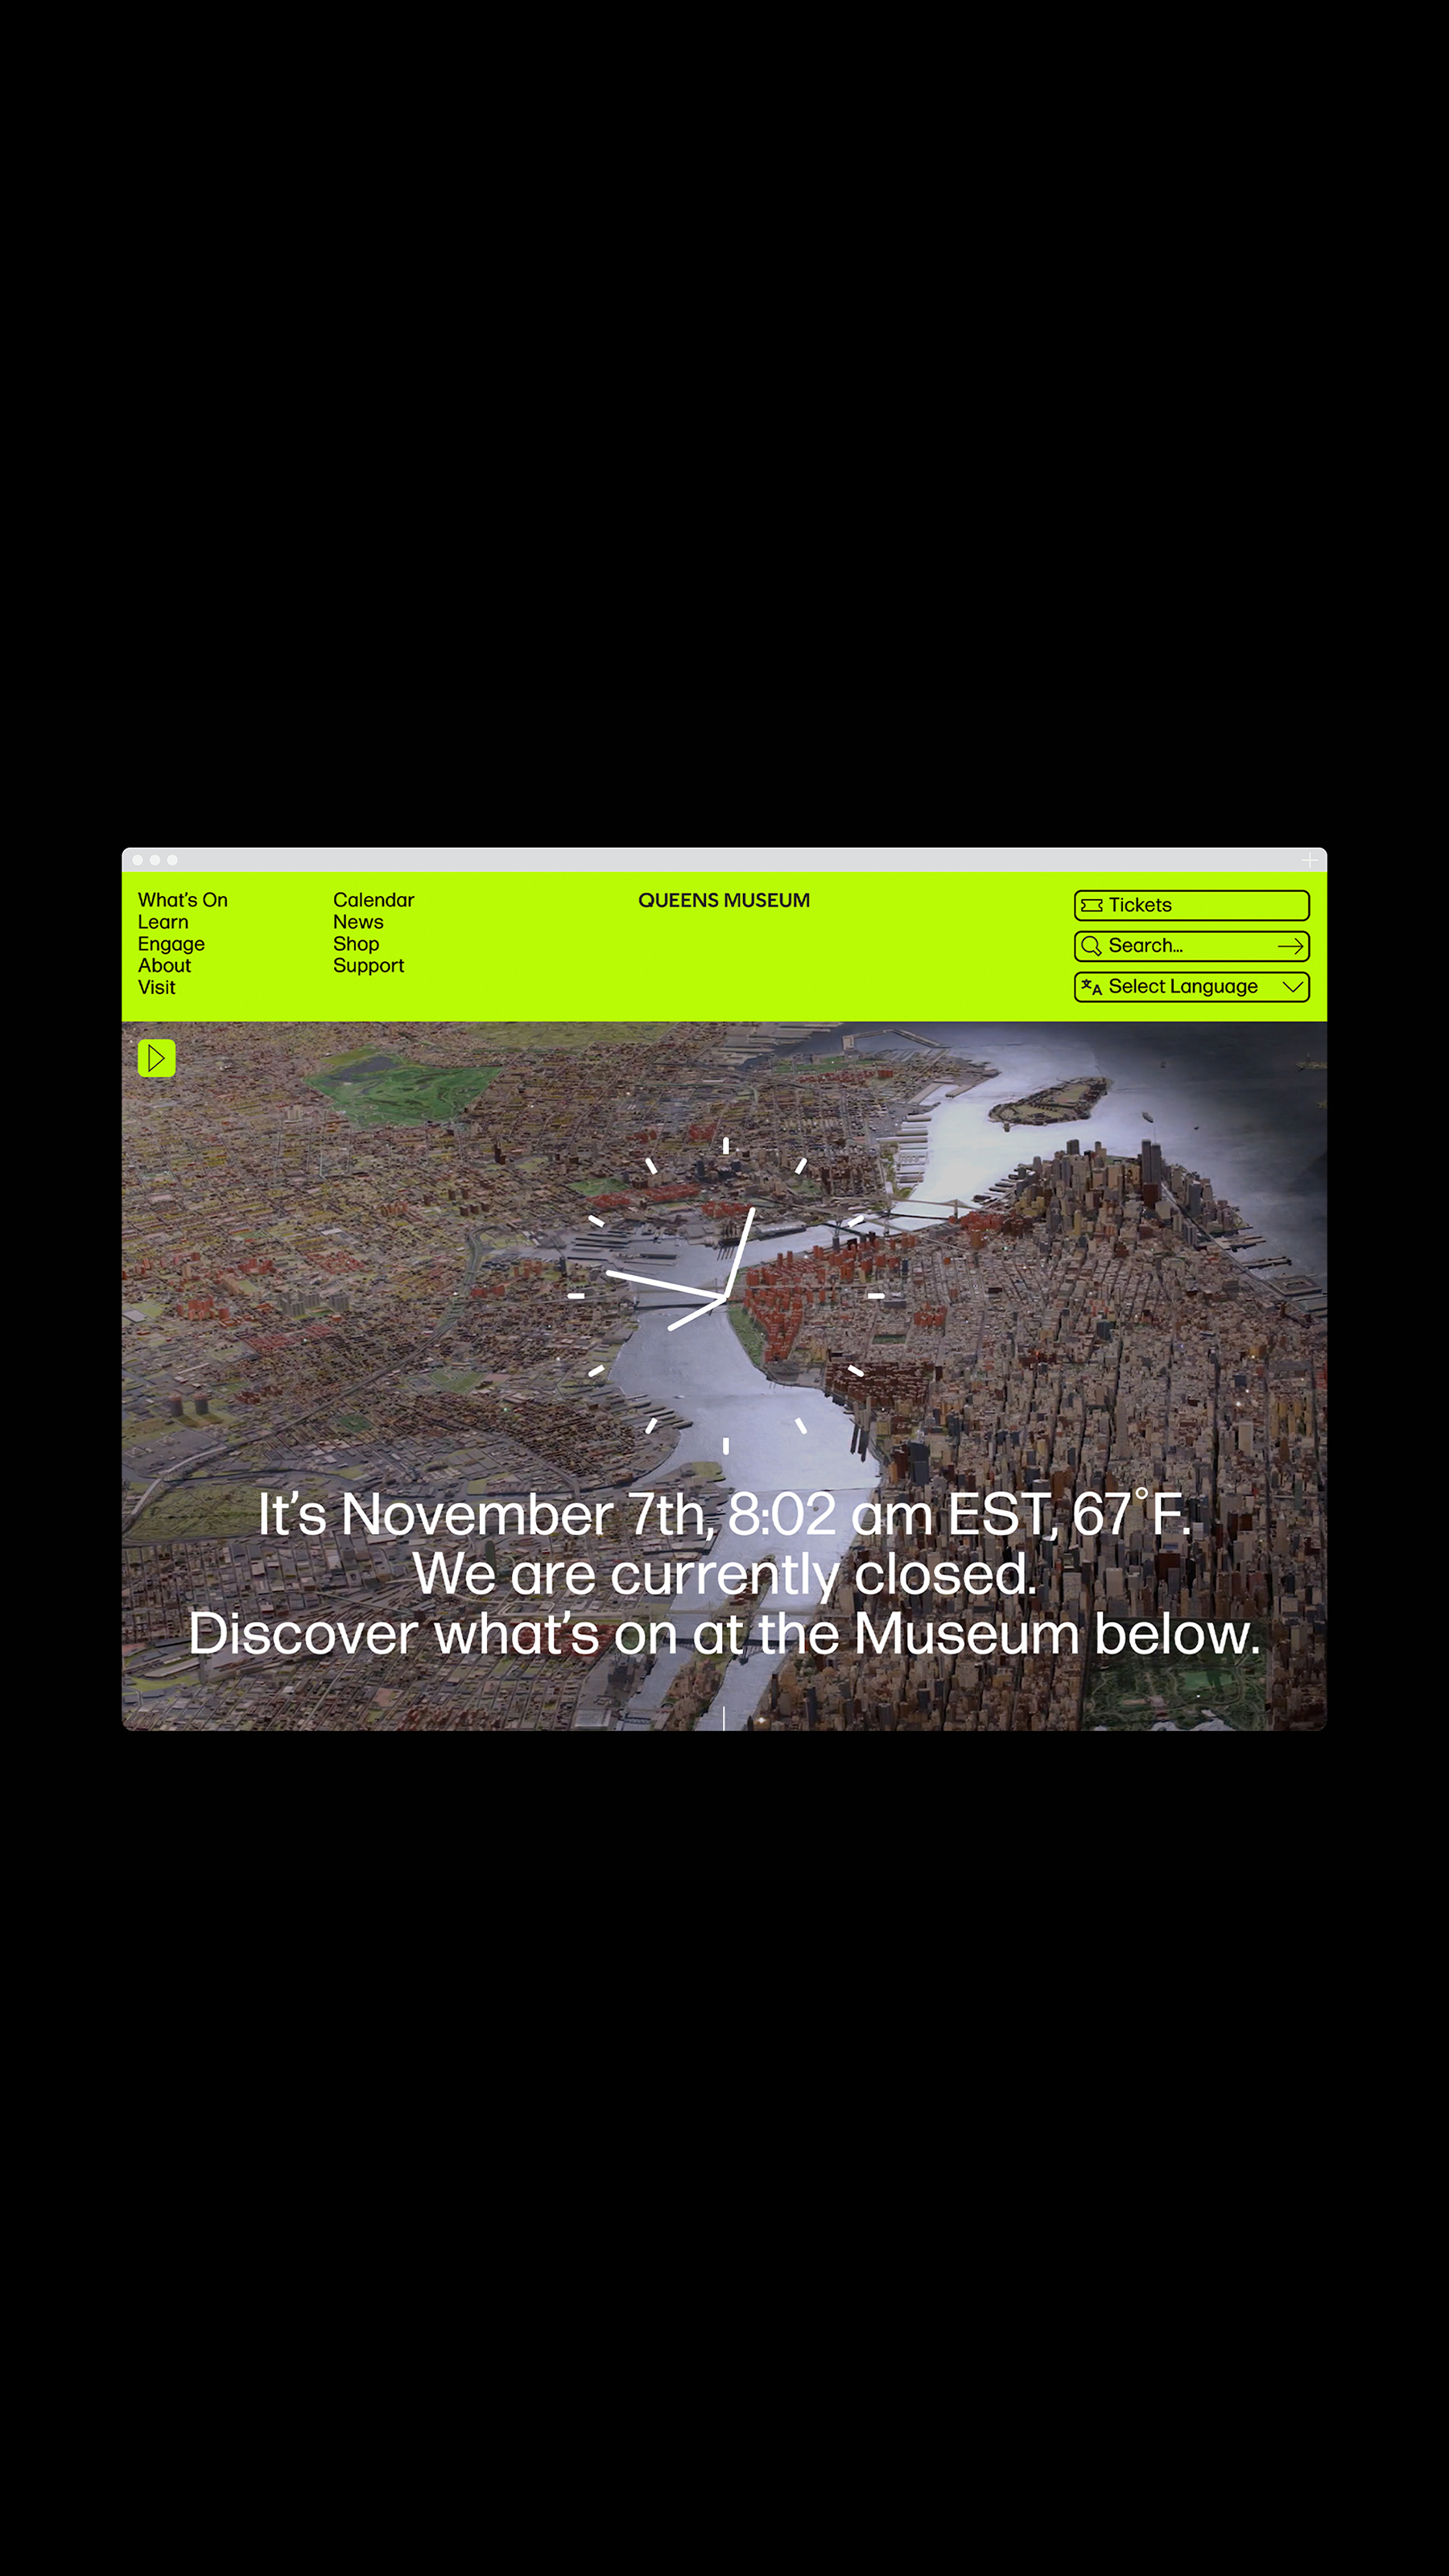 What’s On
Learn
Engage
About
Visit
Calendar
News
Shop
Support
QUEENS MUSEUM
Tickets
Search...
Select Language
It’s November 7th, 8:02 am EST, 67°F.
We are currently closed.
Discover what’s on at the Museum below.